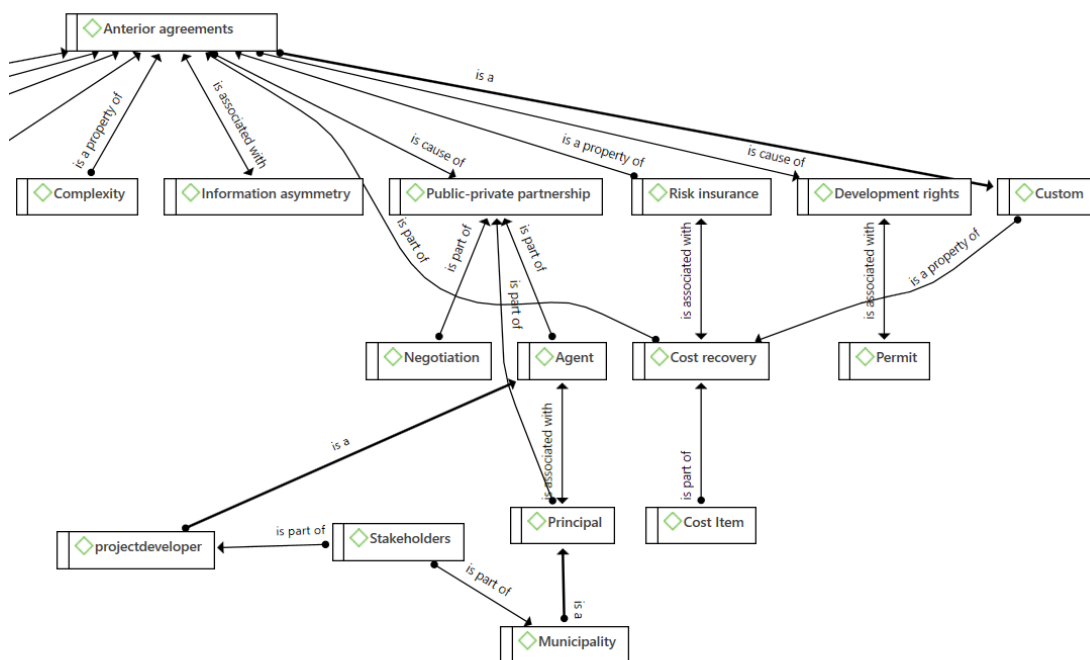 Anterior agreements
is a
is a property of
is associated with
is cause of
is a property of
is cause of
Complexity
Information asymmetry
Public-private partnership
Risk insurance
Development rights
Custom
is part of
is part of
is part of
is part of
is associated with
is associated with
is a property of
Negotiation
Agent
Cost recovery
Permit
is a
is associated with
is part of
projectdeveloper
is part of
Stakeholders
Principal
Cost Item
is part of
is a
Municipality